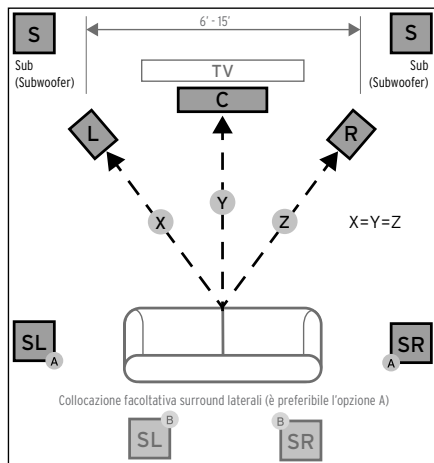 S
6' - 15'
S
Sub
(Subwoofer)
Sub
(Subwoofer)
TV
C
L
R
X
Y
Z
X=Y=Z
SL
A
SR
A
Collocazione facoltativa surround laterali (è preferibile l'opzione A)
SL
B
SR
B